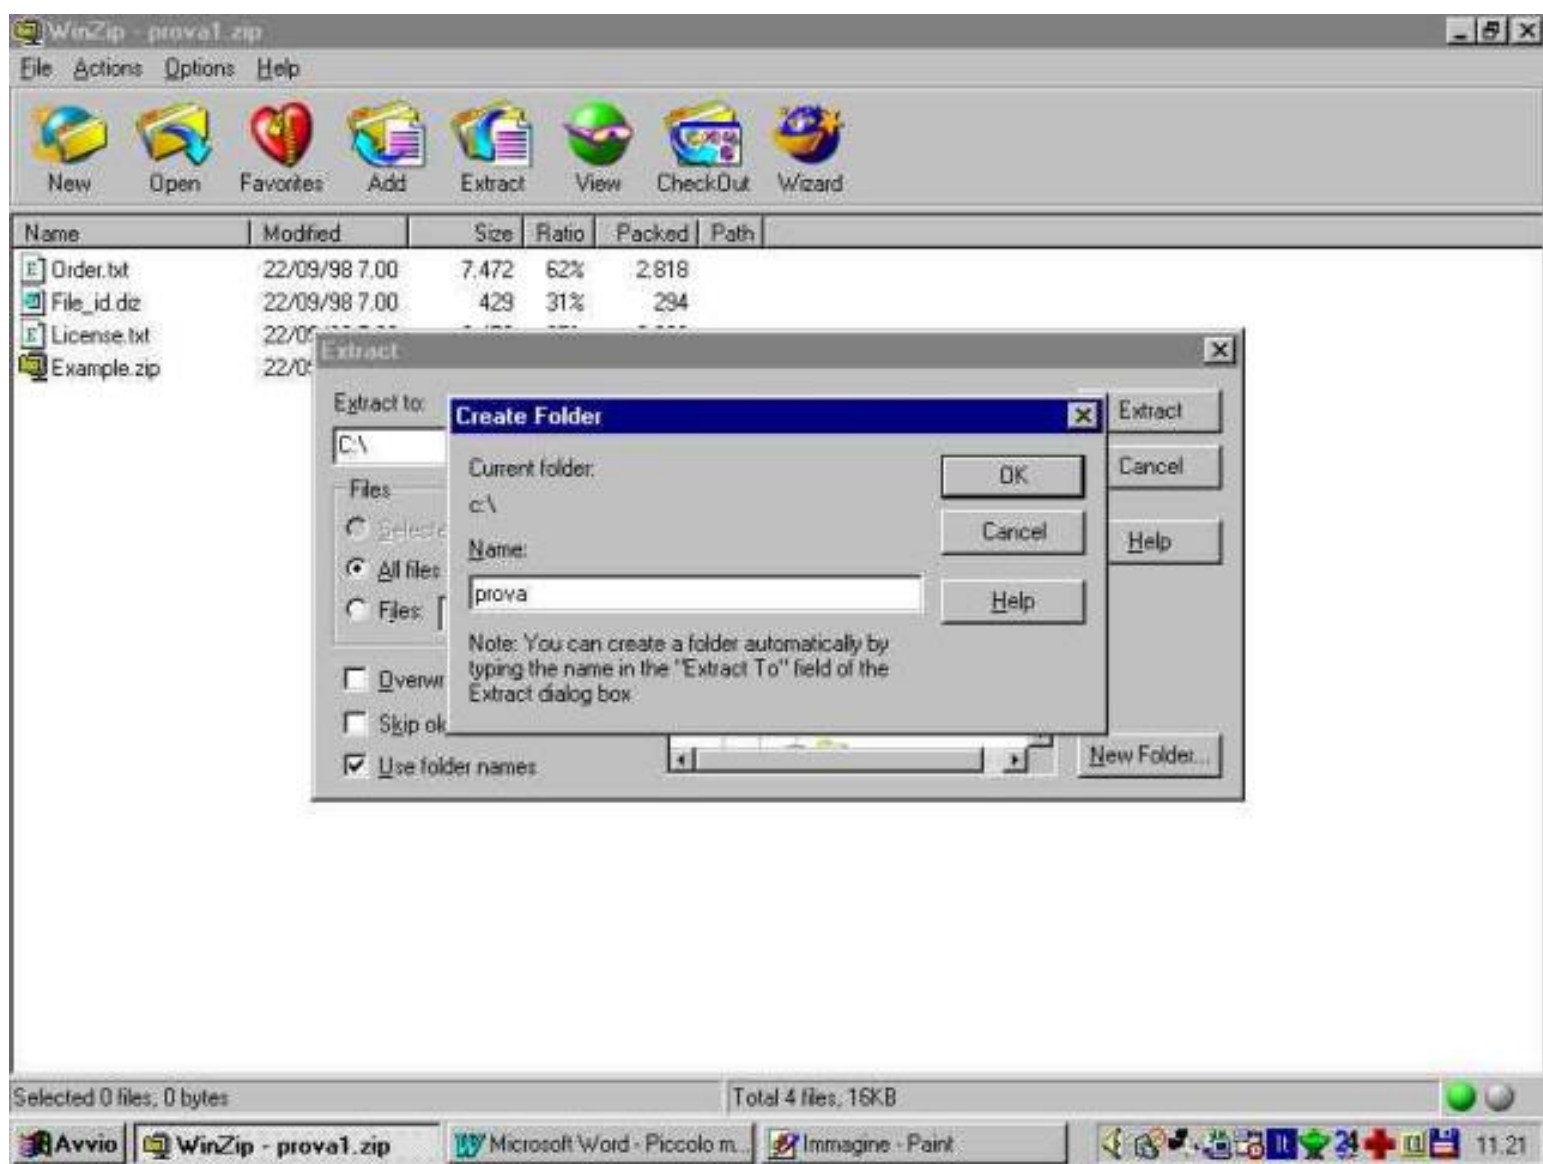 WinZip - prova1.zip
File Actions Options Help
New Open Favorites Add Extract View CheckOut Wizard
Name Modified Size Ratio Packed Path
Order.txt 22/09/98 7.00 7.472 62% 2.818
File_id.diz 22/09/98 7.00 429 31% 294
License.txt
Example.zip
Extract
Extract to:
C:\
Files
All files
Files:
Skip
Use folder names
Extract
Cancel
Help
New Folder...
Create Folder
Current folder:
c:\
Name:
prova
Note: You can create a folder automatically by
typing the name in the "Extract To" field of the
Extract dialog box
OK
Cancel
Help
Selected 0 files, 0 bytes
Total 4 files, 16KB
Avvio WinZip - prova1.zip Microsoft Word - Piccolo m... Immagine - Paint 11.21